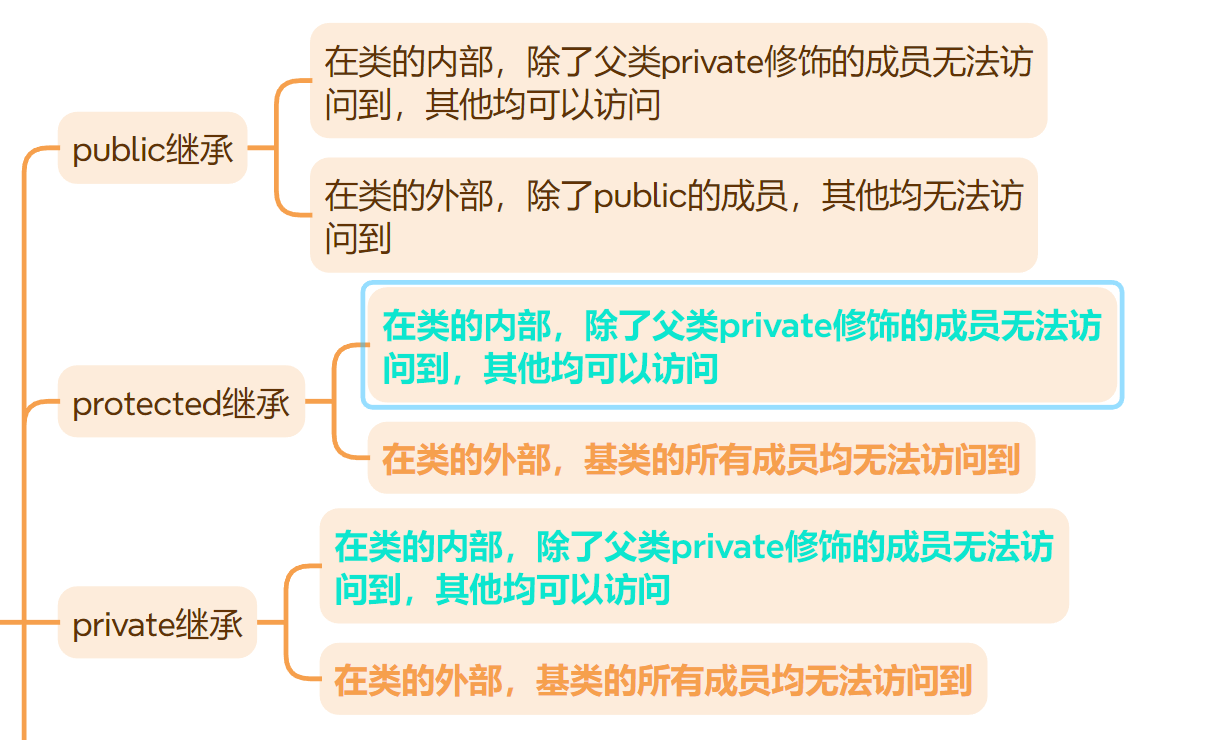 public继承
在类的内部，除了父类private修饰的成员无法访
问到，其他均可以访问
在类的外部，除了public的成员，其他均无法访
问到
protected继承
在类的内部，除了父类private修饰的成员无法访
问到，其他均可以访问
在类的外部，基类的所有成员均无法访问到
private继承
在类的内部，除了父类private修饰的成员无法访
问到，其他均可以访问
在类的外部，基类的所有成员均无法访问到